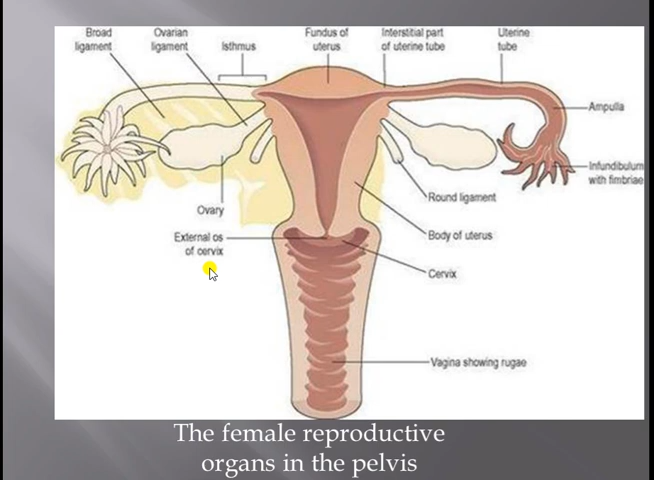 Broad
ligament
Ovarian
ligament
Isthmus
Fundus of
uterus
Interstitial part
of uterine tube
Uterine
tube
Ampulla
Infundibulum
with fimbriae
Round ligament
Ovary
External os
of cervix
Body of uterus
Cervix
Vagina showing rugae
The female reproductive
organs in the pelvis